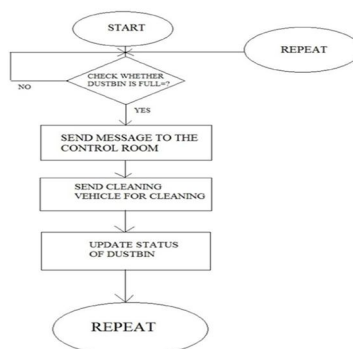 START
REPEAT
CHECK WHETHER
DUSTBIN IS FULL=?
NO
YES
SEND MESSAGE TO THE
CONTROL ROOM
SEND CLEANING
VEHICLE FOR CLEANING
UPDATE STATUS
OF DUSTBIN
REPEAT